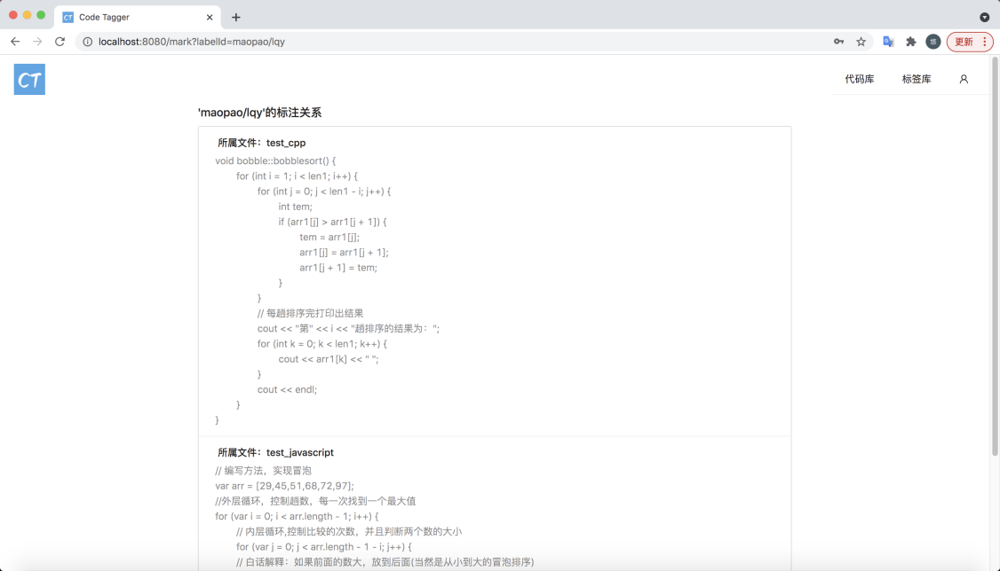 CT Code Tagger
localhost:8080/mark?labelId=maopao/lqy
悠
更新
CT
代码库 标签库
'maopao/lqy'的标注关系
所属文件：test_cpp
void bobble::bobblesort() {
for (int i = 1; i < len1; i++) {
for (int j = 0; j < len1 - i; j++) {
int tem;
if (arr1[j] > arr1[j + 1]) {
tem = arr1[j];
arr1[j] = arr1[j + 1];
arr1[j + 1] = tem;
}
}
// 每趟排序完打印出结果
cout << "第" << i << "趟排序的结果为：";
for (int k = 0; k < len1; k++) {
cout << arr1[k] << " ";
}
cout << endl;
}
}
所属文件：test_javascript
// 编写方法，实现冒泡
var arr = [29,45,51,68,72,97];
//外层循环，控制趟数，每一次找到一个最大值
for (var i = 0; i < arr.length - 1; i++) {
// 内层循环,控制比较的次数，并且判断两个数的大小
for (var j = 0; j < arr.length - 1 - i; j++) {
// 白话解释：如果前面的数大，放到后面(当然是从小到大的冒泡排序)